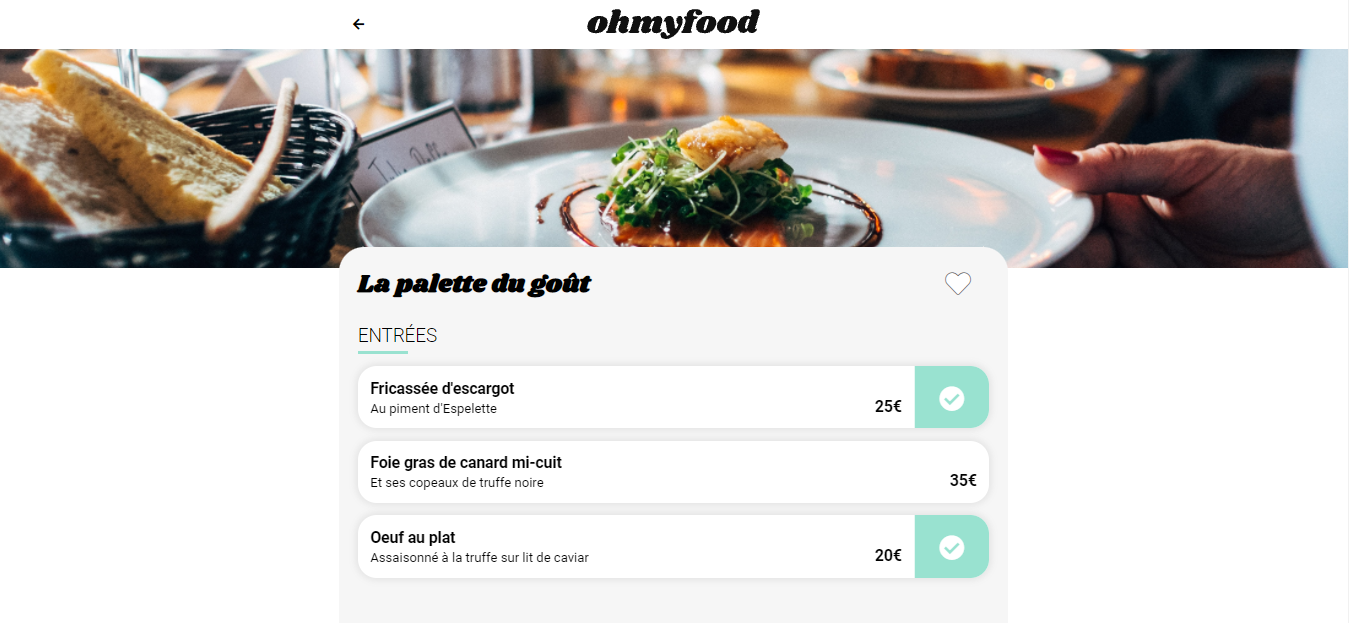 ohmyfood
La palette du goût
ENTRÉES
Fricassée d'escargot
Au piment d'Espelette
25€
Foie gras de canard mi-cuit
Et ses copeaux de truffe noire
35€
Oeuf au plat
Assaisonné à la truffe sur lit de caviar
20€